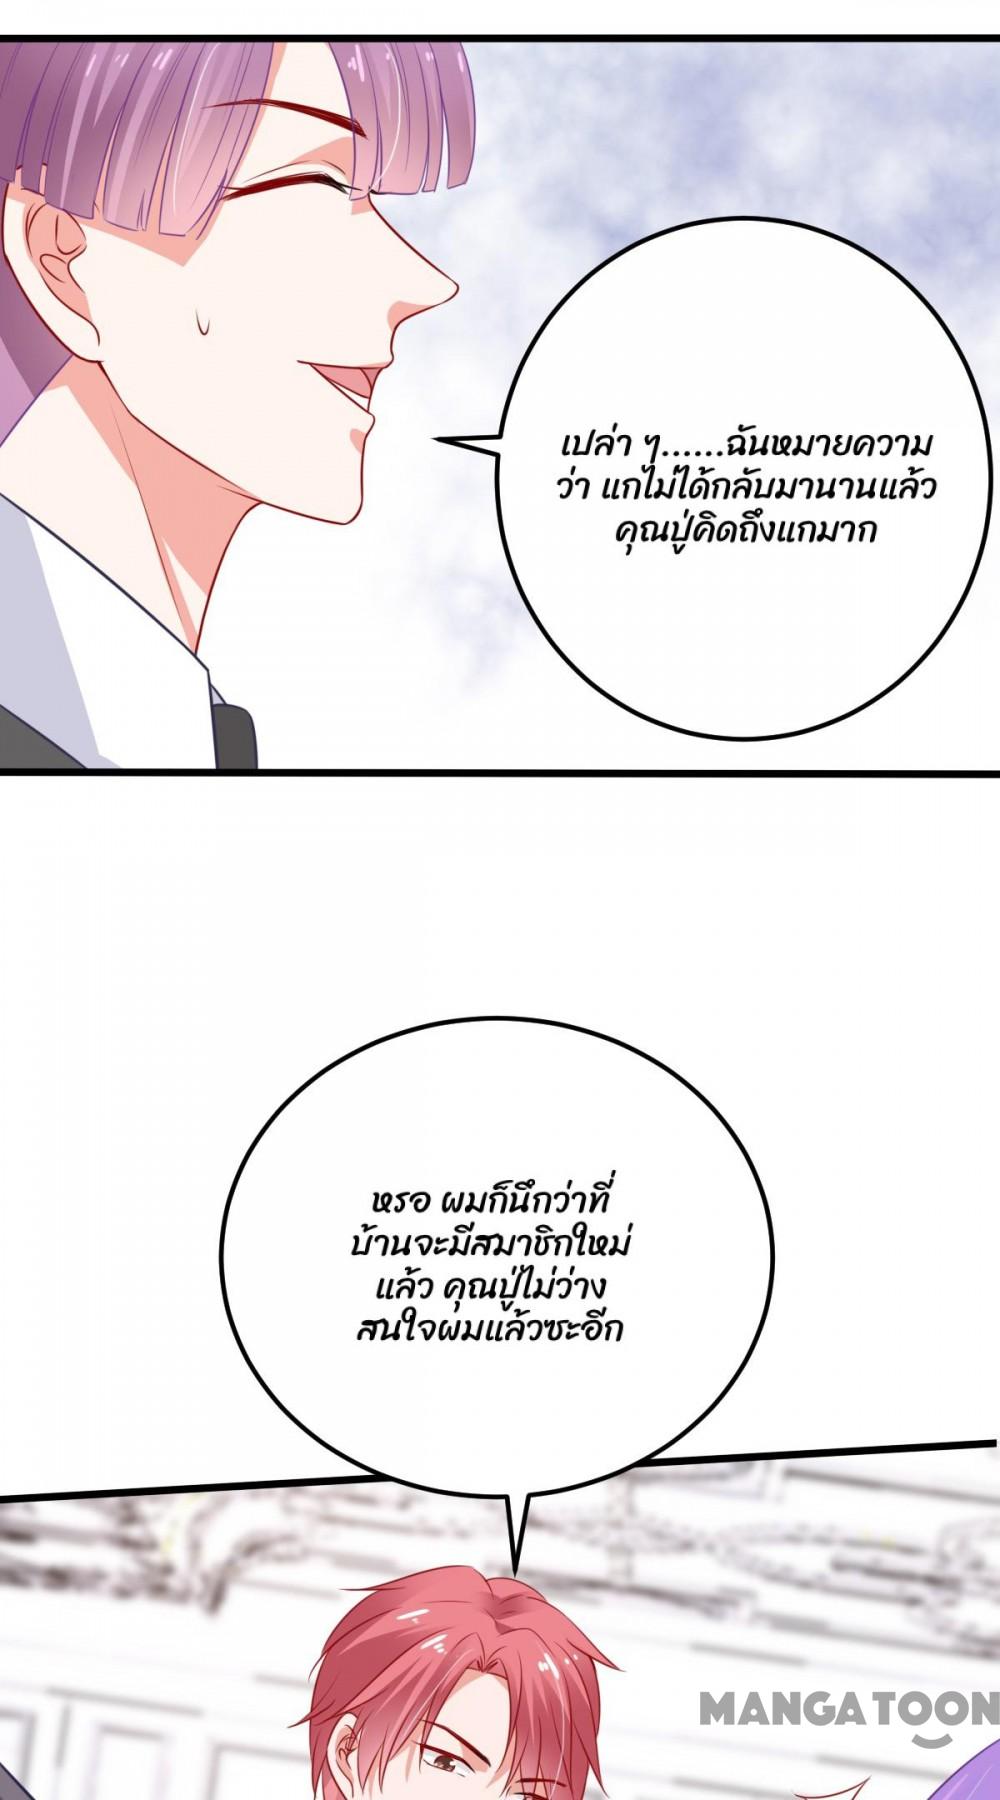 เปล่า ๆ......ฉันหมายความ
ว่า แกไม่ได้กลับมานานแล้ว
คุณปู่คิดถึงแกมาก
หรอ ผมก็นึกว่าที่
บ้านจะมีสมาชิกใหม่
แล้ว คุณปู่ไม่ว่าง
สนใจผมแล้วซะอีก
MANGATOON